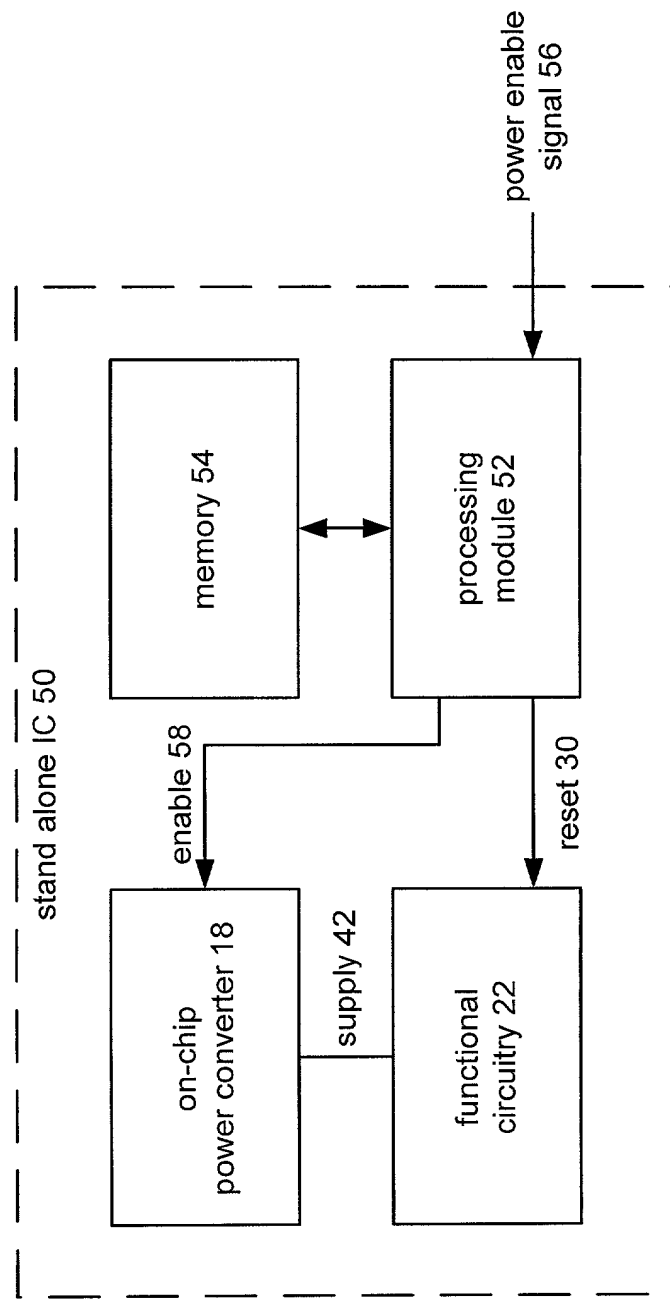 stand alone IC 50
on-chip
power converter 18
enable 58
memory 54
supply 42
functional
circuitry 22
reset 30
processing
module 52
power enable
signal 56